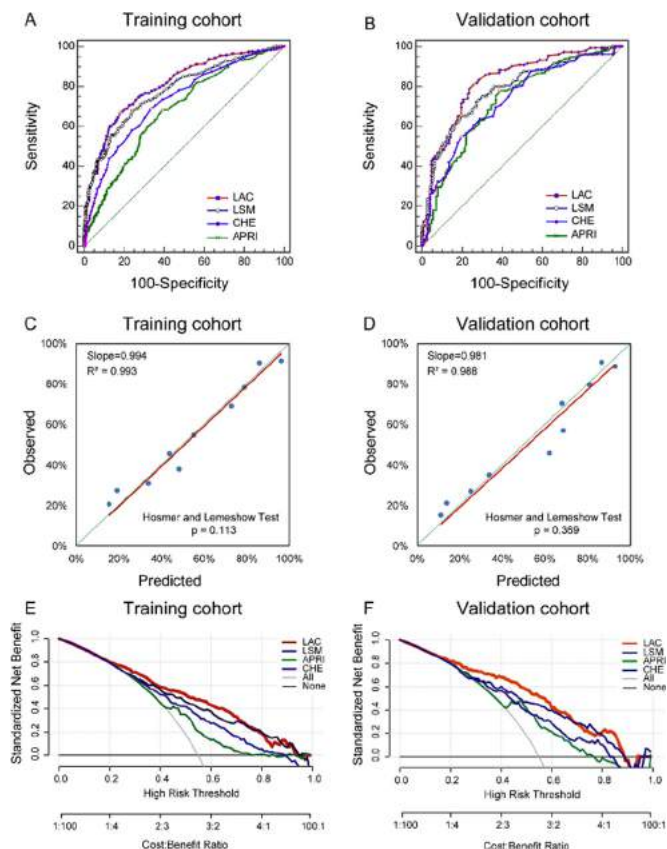 A Training cohort
100
80
60
40
20
0
Sensitivity
LAC
LSM
CHE
APRI
0 20 40 60 80 100
100-Specificity
B Validation cohort
100
80
60
40
20
0
Sensitivity
LAC
LSM
CHE
APRI
0 20 40 60 80 100
100-Specificity
C Training cohort
100%
80%
60%
40%
20%
0%
Observed
Slope=0.994
R² = 0.993
Hosmer and Lemeshow Test
p = 0.113
0% 20% 40% 60% 80% 100%
Predicted
D Validation cohort
100%
80%
60%
40%
20%
0%
Observed
Slope=0.981
R² = 0.988
Hosmer and Lemeshow Test
p = 0.389
0% 20% 40% 60% 80% 100%
Predicted
E Training cohort
Standardized Net Benefit
1.0
0.8
0.6
0.4
0.2
0.0
LAC
LSM
APRI
CHE
All
None
0.0 0.2 0.4 0.6 0.8 1.0
High Risk Threshold
1:100 1:4 2:3 3:2 4:1 100:1
Cost:Benefit Ratio
F Validation cohort
Standardized Net Benefit
1.0
0.8
0.6
0.4
0.2
0.0
LAC
LSM
APRI
CHE
All
None
0.0 0.2 0.4 0.6 0.8 1.0
High Risk Threshold
1:100 1:4 2:3 3:2 4:1 100:1
Cost:Benefit Ratio